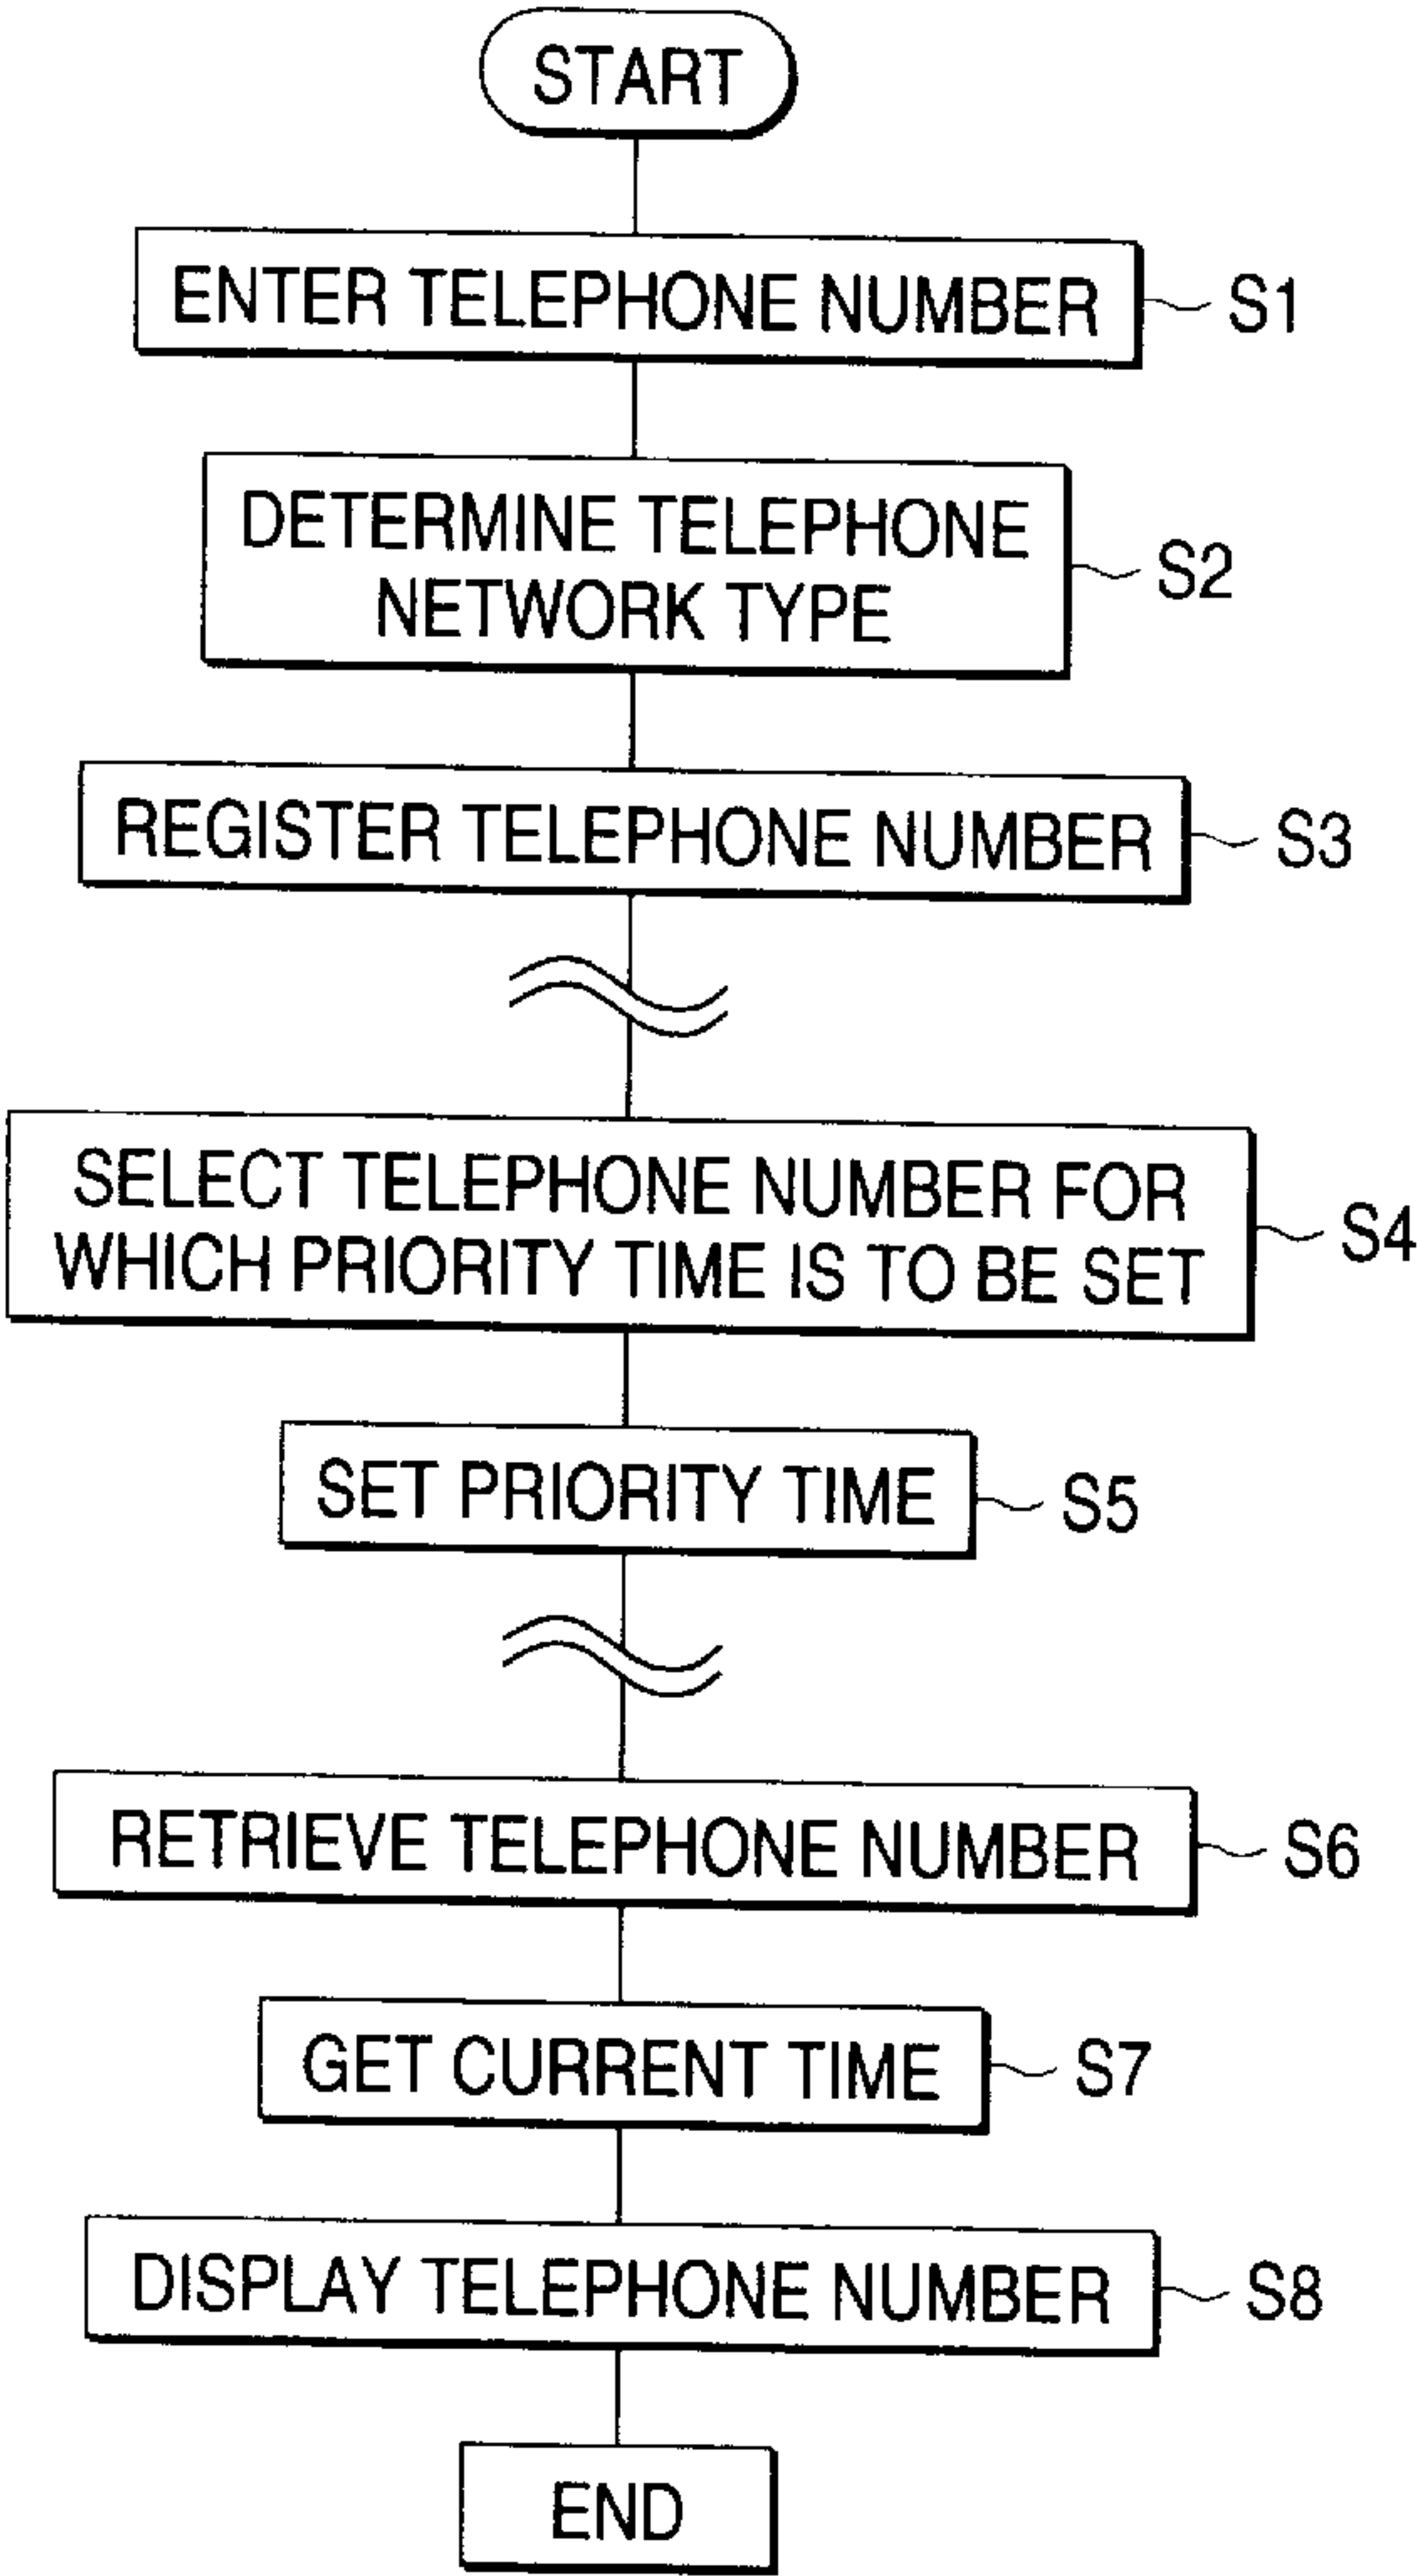 START
ENTER TELEPHONE NUMBER
S1
DETERMINE TELEPHONE
NETWORK TYPE
S2
REGISTER TELEPHONE NUMBER
S3
SELECT TELEPHONE NUMBER FOR
WHICH PRIORITY TIME IS TO BE SET
S4
SET PRIORITY TIME
S5
RETRIEVE TELEPHONE NUMBER
S6
GET CURRENT TIME
S7
DISPLAY TELEPHONE NUMBER
S8
END